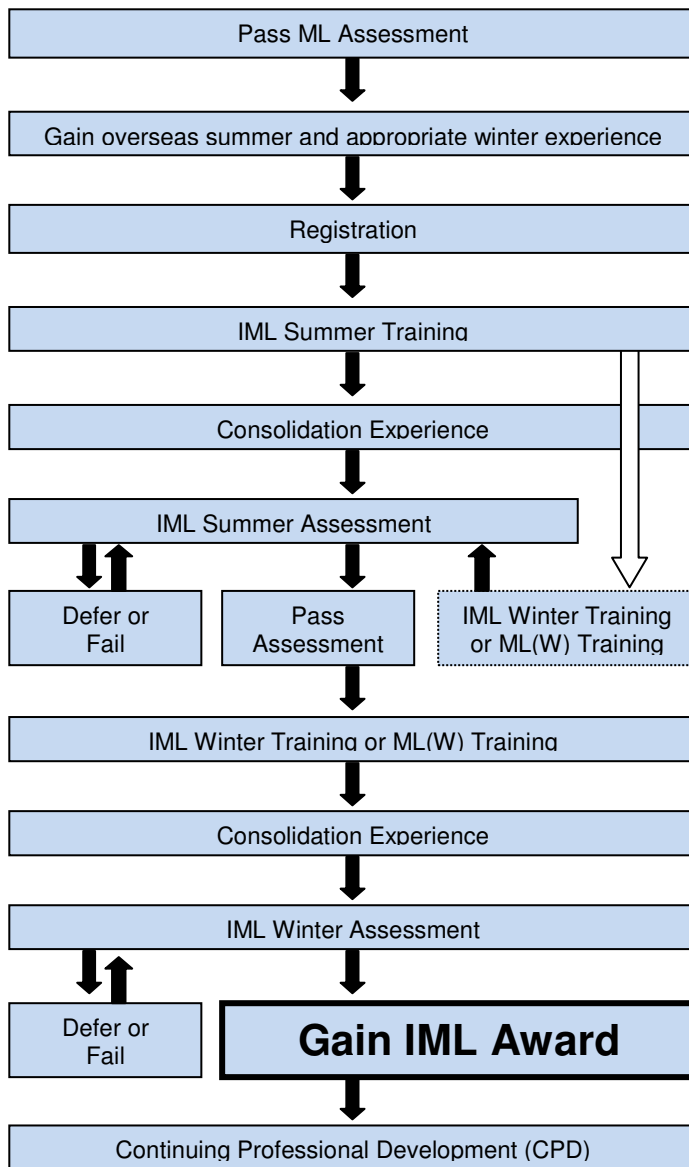 Pass ML Assessment
Gain overseas summer and appropriate winter experience
Registration
IML Summer Training
Consolidation Experience
IML Summer Assessment
Defer or
Fail
Pass
Assessment
IML Winter Training
or ML(W) Training
IML Winter Training or ML(W) Training
Consolidation Experience
IML Winter Assessment
Defer or
Fail
Gain IML Award
Continuing Professional Development (CPD)